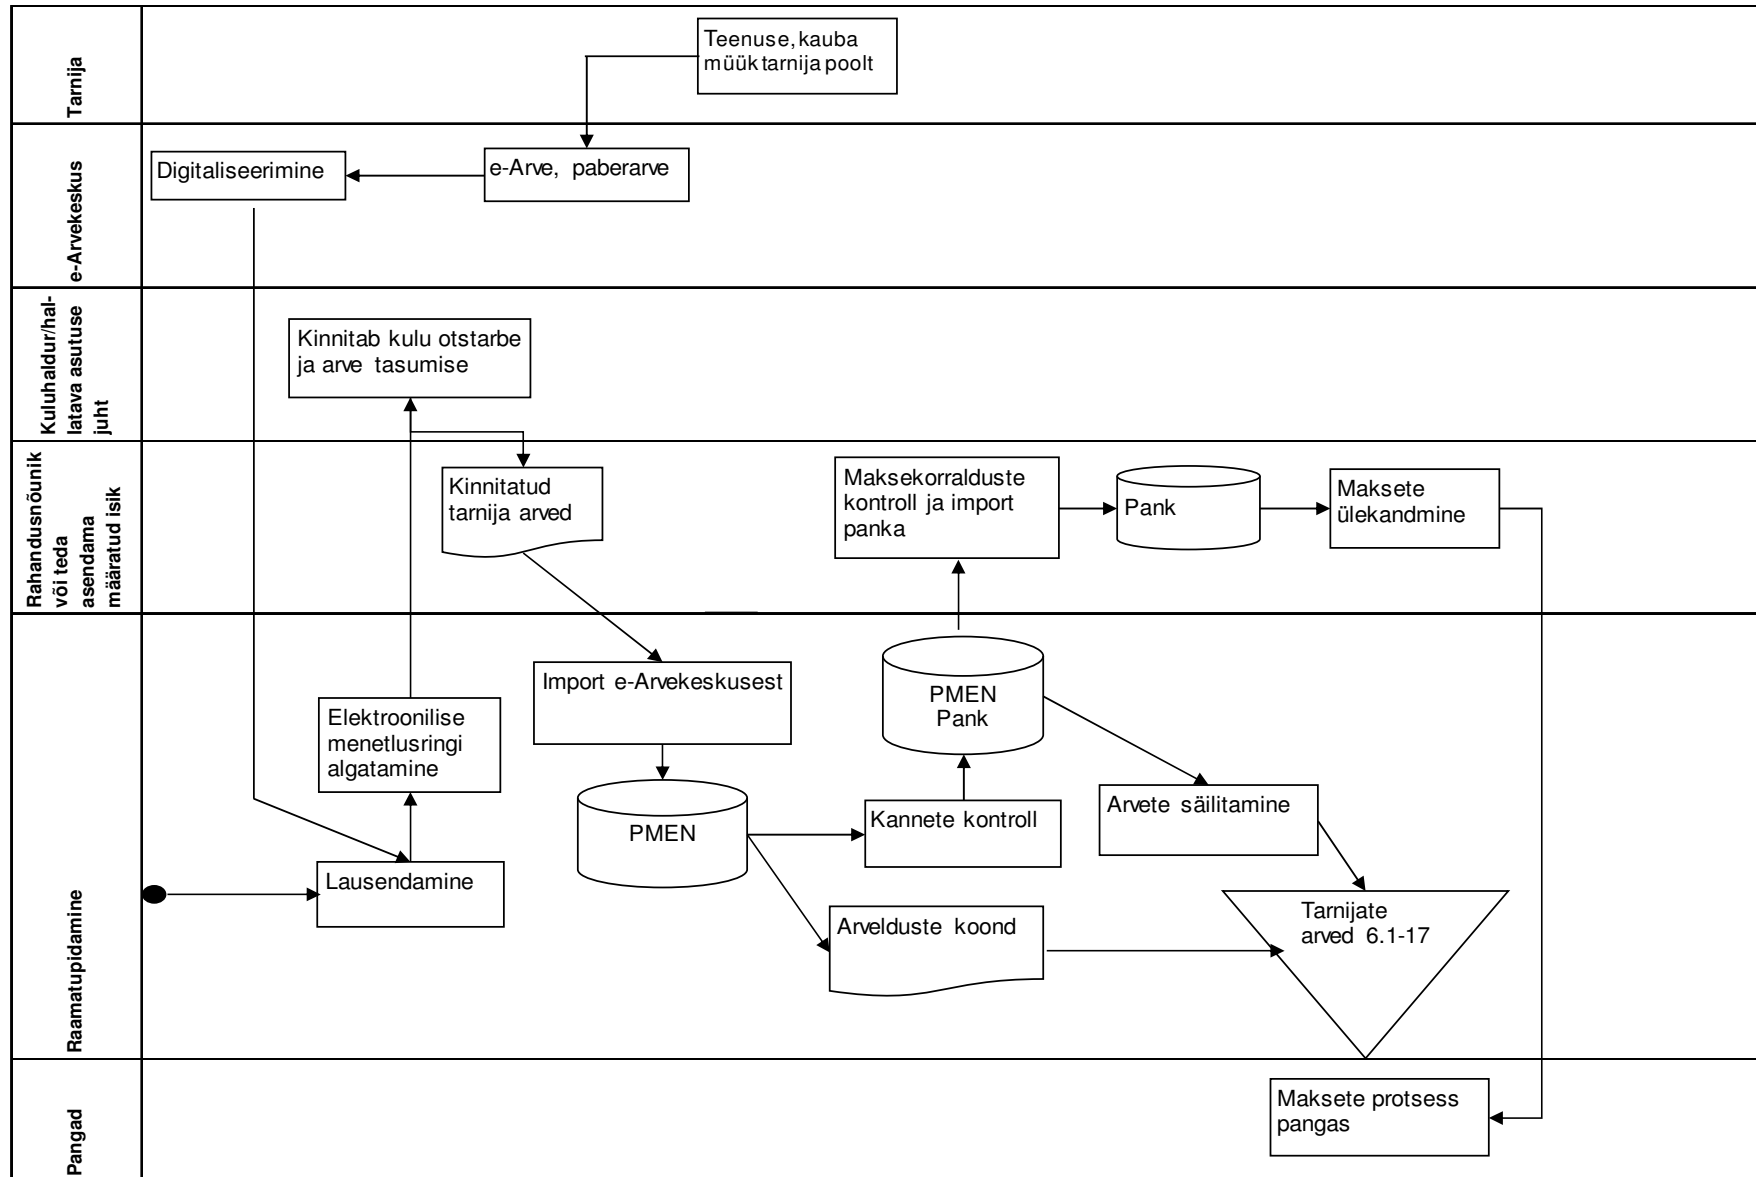 Tarnija
Teenuse, kauba
müük tarnija poolt
e-Arvekeskus
Digitaliseerimine
e-Arve, paberarve
Kuluhaldur/hal-
latava asutuse
juht
Kinnitab kulu otstarbe
ja arve tasumise
Rahandusnõunik
või teda
asendama
määratud isik
Kinnitatud
tarnija arved
Maksekorralduste
kontroll ja import
panka
Pank
Maksete
ülekandmine
Raamatupidamine
Import e-Arvekeskusest
PMEN
Pank
Elektroonilise
menetlusringi
algatamine
PMEN
Kannete kontroll
Arvete säilitamine
Lausendamine
Arvelduste koond
Tarnijate
arved 6.1-17
Pangad
Maksete protsess
pangas